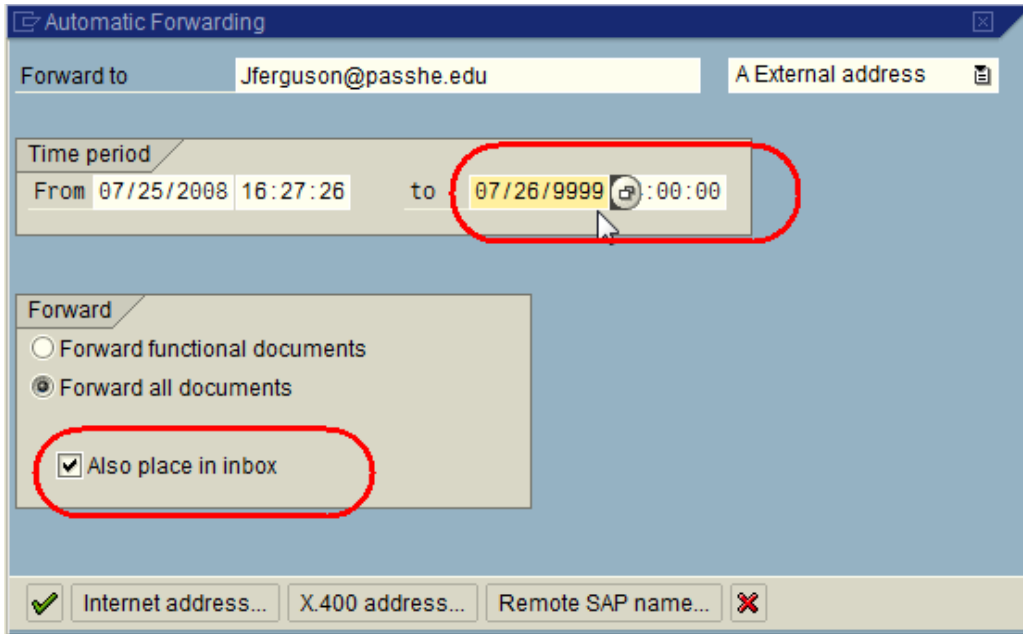 Automatic Forwarding
Forward to Jferguson@passhe.edu A External address
Time period
From 07/25/2008 16:27:26 to 07/26/9999 :00:00
Forward
Forward functional documents
Forward all documents
Also place in inbox
Internet address... X.400 address... Remote SAP name...